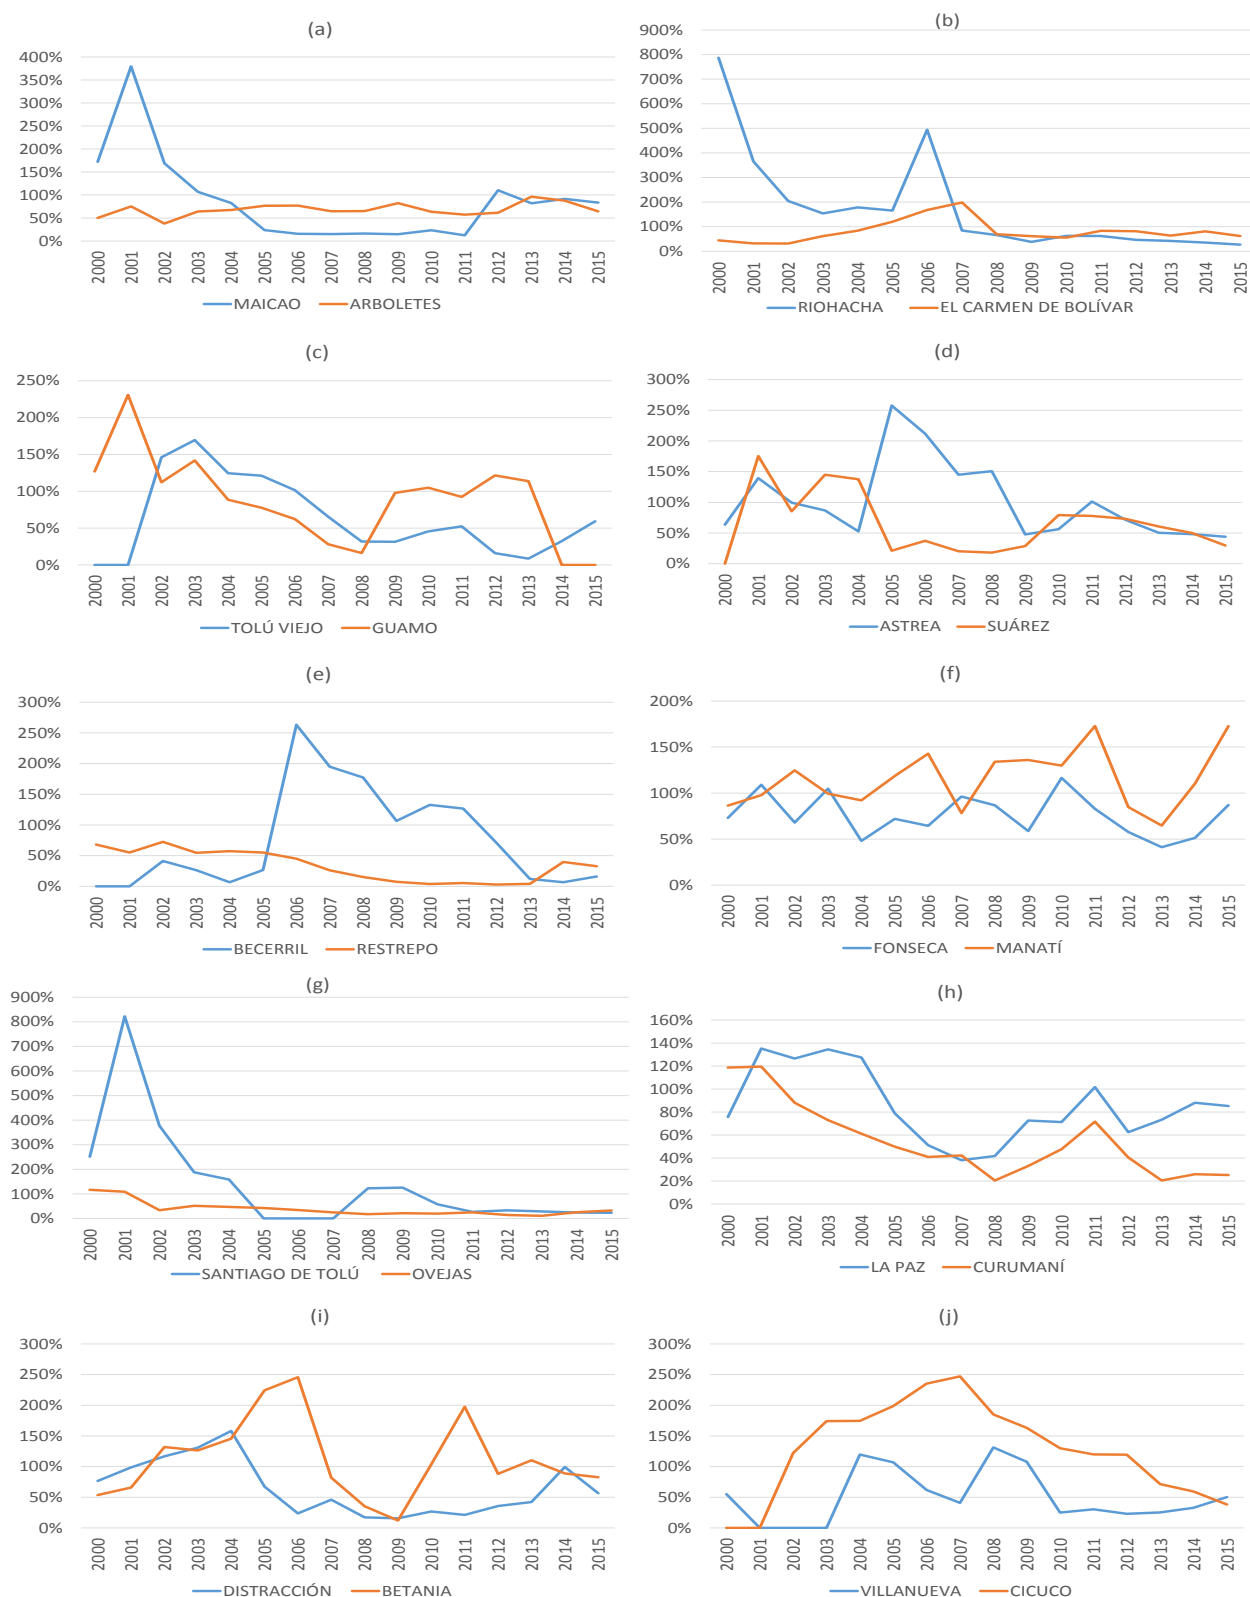 (a)
400%
350%
300%
250%
200%
150%
100%
50%
0%
2000 2001 2002 2003 2004 2005 2006 2007 2008 2009 2010 2011 2012 2013 2014 2015
MAICAO ARBOLETES
(b)
900%
800%
700%
600%
500%
400%
300%
200%
100%
0%
2000 2001 2002 2003 2004 2005 2006 2007 2008 2009 2010 2011 2012 2013 2014 2015
RIOHACHA EL CARMEN DE BOLÍVAR
(c)
250%
200%
150%
100%
50%
0%
2000 2001 2002 2003 2004 2005 2006 2007 2008 2009 2010 2011 2012 2013 2014 2015
TOLÚ VIEJO GUAMO
(d)
300%
250%
200%
150%
100%
50%
0%
2000 2001 2002 2003 2004 2005 2006 2007 2008 2009 2010 2011 2012 2013 2014 2015
ASTREA SUÁREZ
(e)
300%
250%
200%
150%
100%
50%
0%
2000 2001 2002 2003 2004 2005 2006 2007 2008 2009 2010 2011 2012 2013 2014 2015
BECERRIL RESTREPO
(f)
200%
150%
100%
50%
0%
2000 2001 2002 2003 2004 2005 2006 2007 2008 2009 2010 2011 2012 2013 2014 2015
FONSECA MANATÍ
(g)
900%
800%
700%
600%
500%
400%
300%
200%
100%
0%
2000 2001 2002 2003 2004 2005 2006 2007 2008 2009 2010 2011 2012 2013 2014 2015
SANTIAGO DE TOLÚ OVEJAS
(h)
160%
140%
120%
100%
80%
60%
40%
20%
0%
2000 2001 2002 2003 2004 2005 2006 2007 2008 2009 2010 2011 2012 2013 2014 2015
LA PAZ CURUMANÍ
(i)
300%
250%
200%
150%
100%
50%
0%
2000 2001 2002 2003 2004 2005 2006 2007 2008 2009 2010 2011 2012 2013 2014 2015
DISTRACCIÓN BETANIA
(j)
300%
250%
200%
150%
100%
50%
0%
2000 2001 2002 2003 2004 2005 2006 2007 2008 2009 2010 2011 2012 2013 2014 2015
VILLANUEVA CICUCO